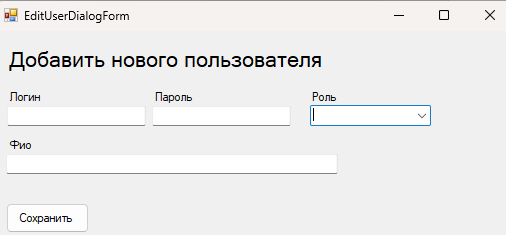 EditUserDialogForm
Добавить нового пользователя
Логин Пароль Роль
Фио
Сохранить